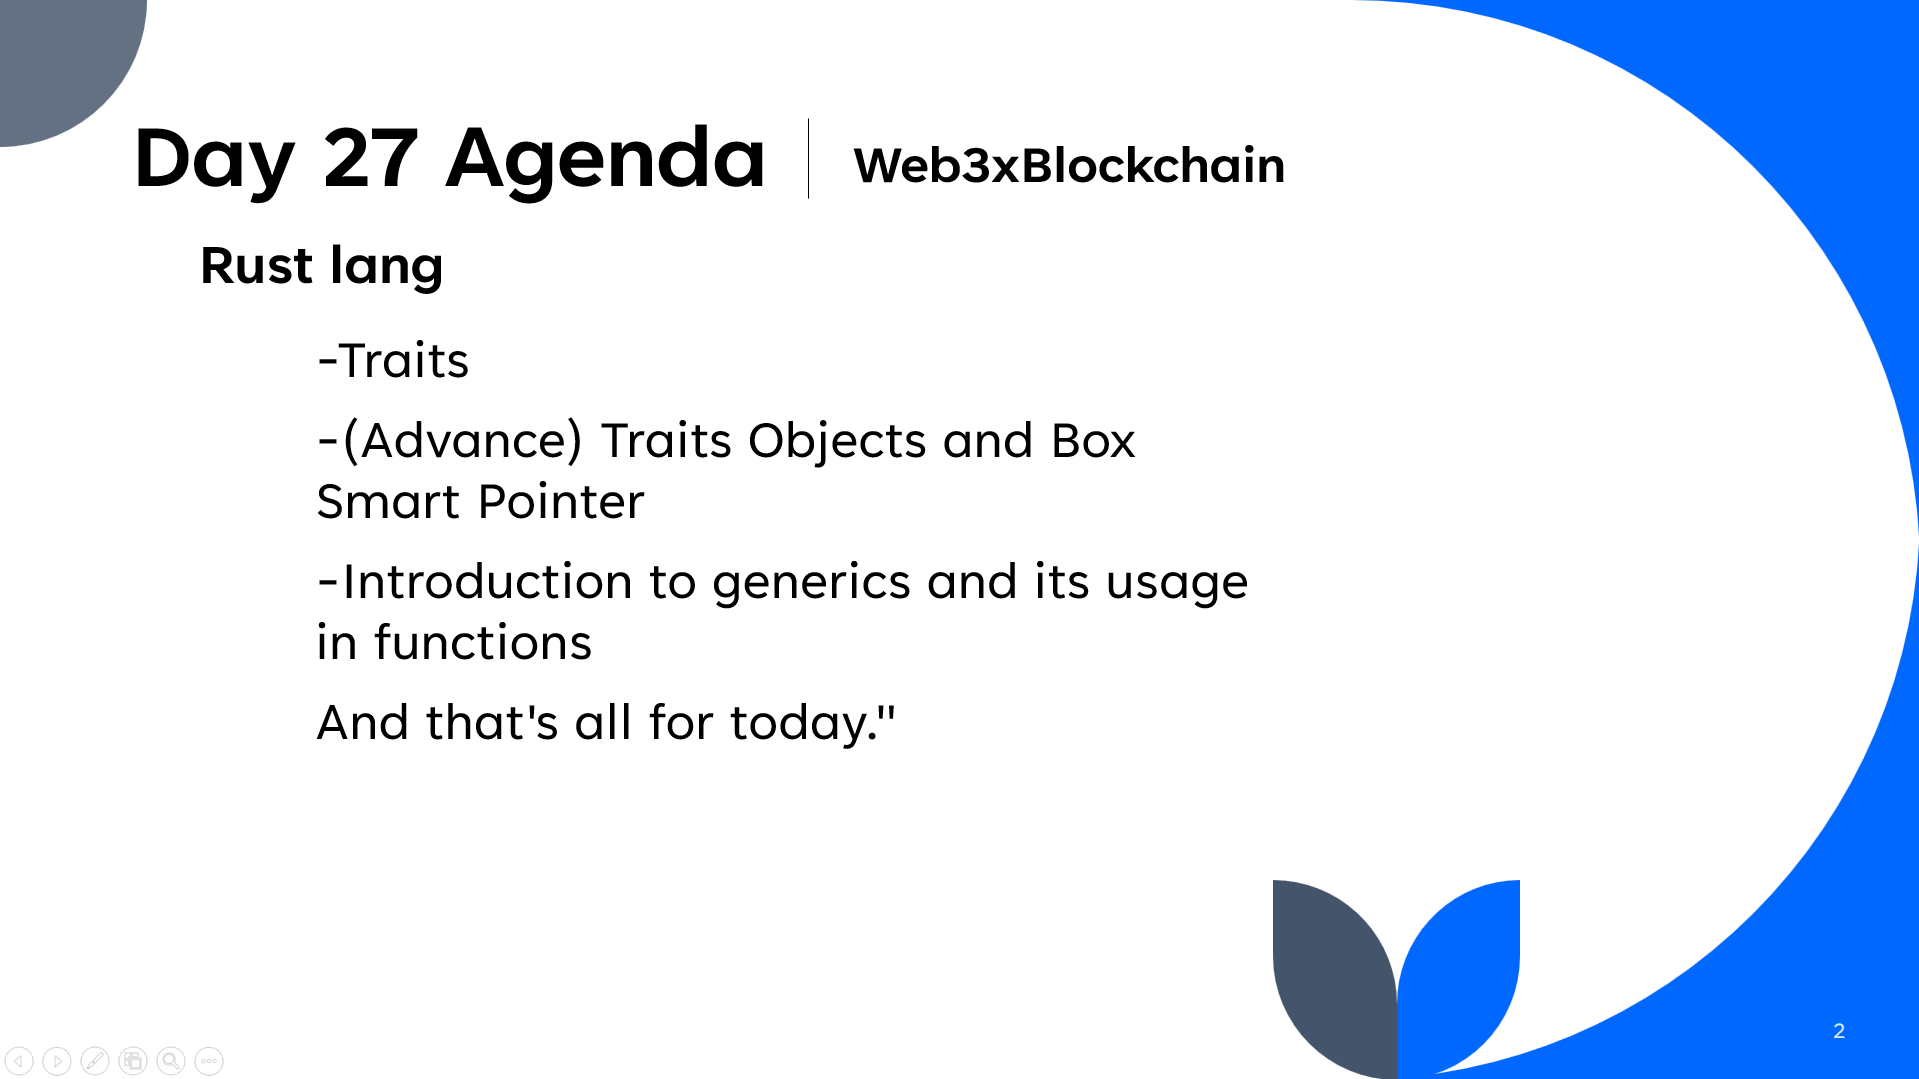 Day 27 Agenda
Web3xBlockchain
Rust lang
-Traits
-(Advance) Traits Objects and Box
Smart Pointer
-Introduction to generics and its usage
in functions
And that's all for today."
2